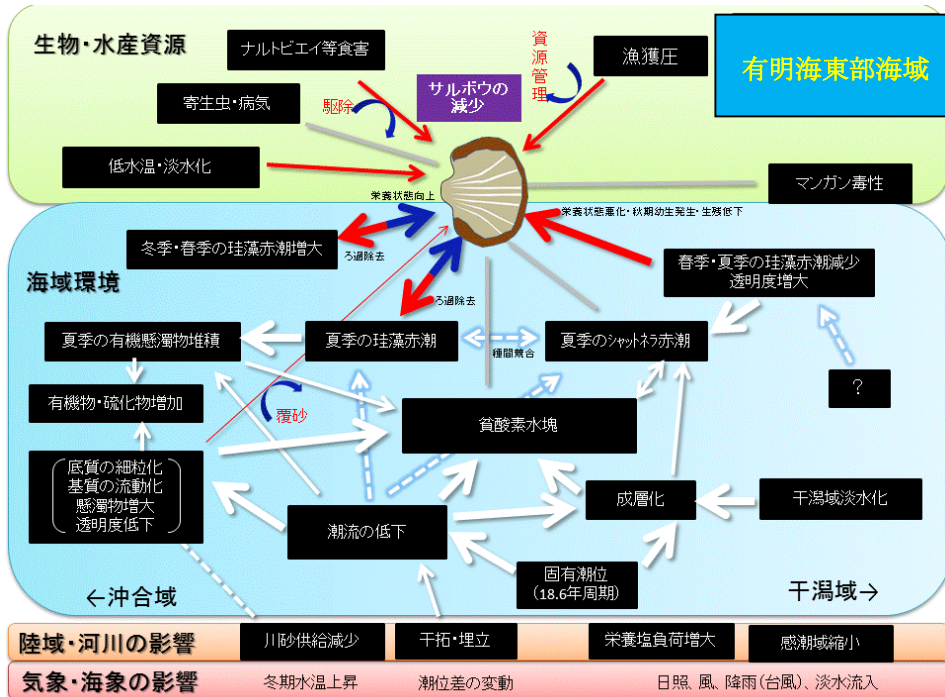 生物・水産資源
ナルトビエイ等食害
資源管理
漁獲圧
有明海東部海域
サルボウの
減少
寄生虫・病気
駆除
低水温・淡水化
マンガン毒性
栄養状態向上
栄養状態悪化・秋期幼生発生・生残低下
冬季・春季の珪藻赤潮増大
ろ過除去
春季・夏季の珪藻赤潮減少
透明度増大
海域環境
ろ過除去
夏季の有機懸濁物堆積
夏季の珪藻赤潮
種間競合
夏季のシャットネラ赤潮
?
有機物・硫化物増加
覆砂
貧酸素水塊
底質の細粒化
基質の流動化
懸濁物増大
透明度低下
潮流の低下
成層化
干潟域淡水化
固有潮位
(18.6年周期)
←沖合域
干潟域→
陸域・河川の影響
川砂供給減少
干拓・埋立
栄養塩負荷増大
感潮域縮小
気象・海象の影響
冬期水温上昇
潮位差の変動
日照、風、降雨(台風)、淡水流入